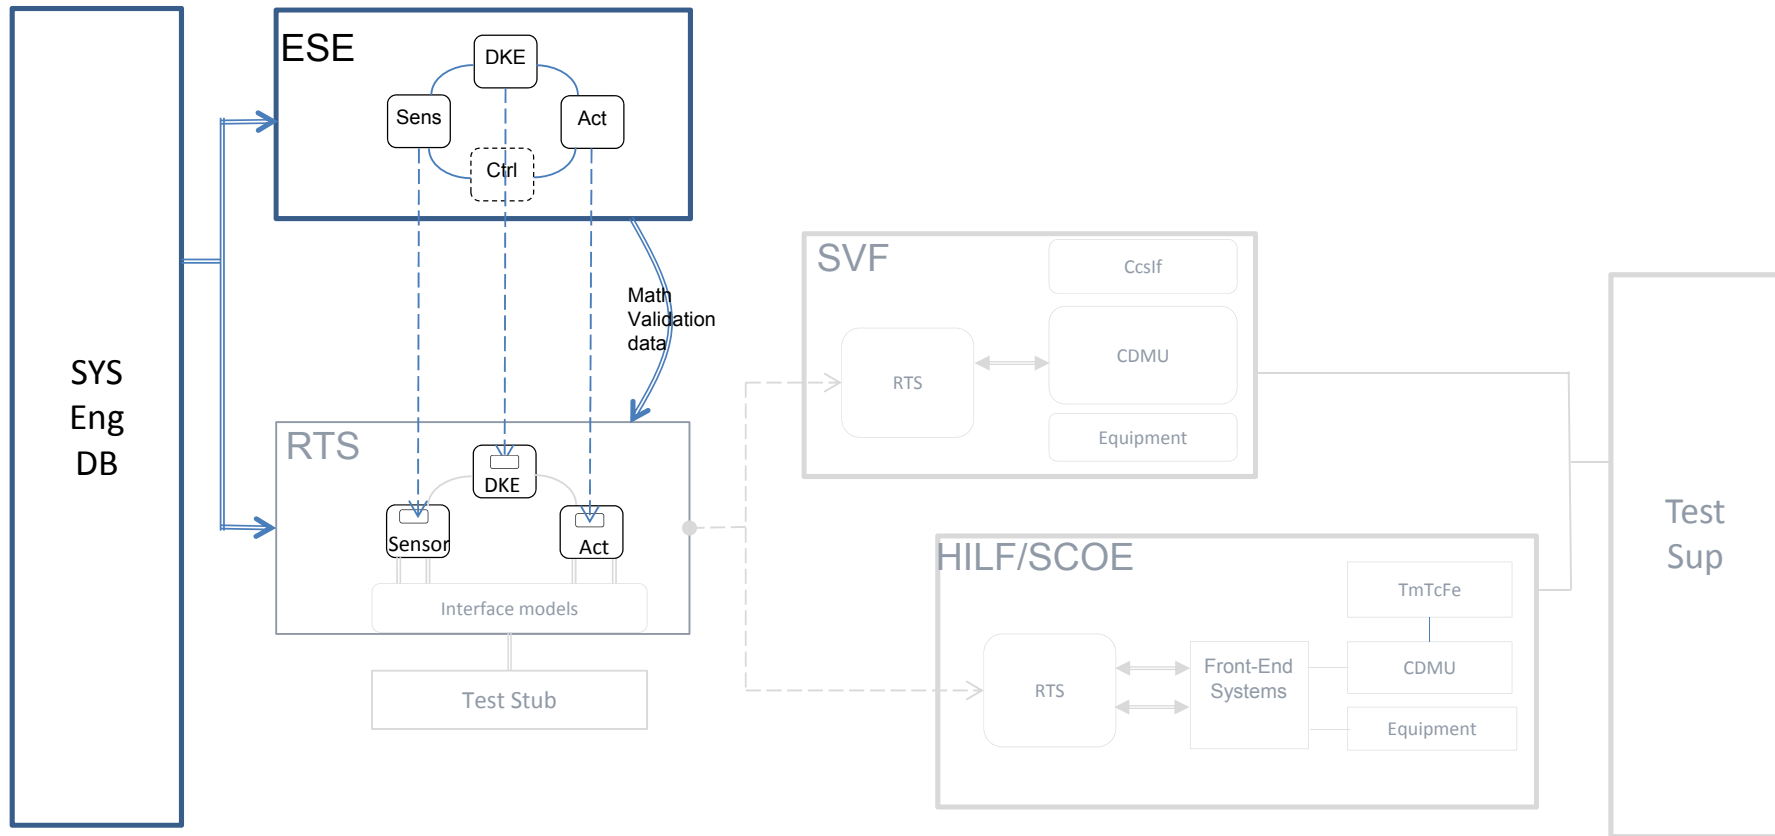 SYS
Eng
DB
ESE
DKE
Sens
Act
Ctrl
Math
Validation
data
RTS
DKE
Sensor
Act
Interface models
Test Stub
SVF
CcsIf
RTS
CDMU
Equipment
HILF/SCOE
TmTcFe
RTS
Front-End
Systems
CDMU
Equipment
Test
Sup